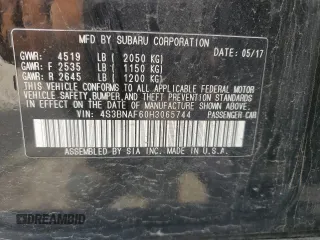 MFD BY SUBARU CORPORATION
DATE: 05/17
GVWR: 4519 LB ( 2050 KG)
GAWR: F 2535 LB ( 1150 KG)
GAWR: R 2645 LB ( 1200 KG)
THIS VEHICLE CONFORMS TO ALL APPLICABLE FEDERAL MOTOR VEHICLE
SAFETY, BUMPER, AND THEFT PREVENTION STANDARDS IN EFFECT
ON THE DATE OF MANUFACTURE SHOWN ABOVE.
VIN: 4S3BNAF60H3065744 PASSENGER CAR
ASSEMBLED BY SIA INC. MADE IN U.S.A.
DREAMBID